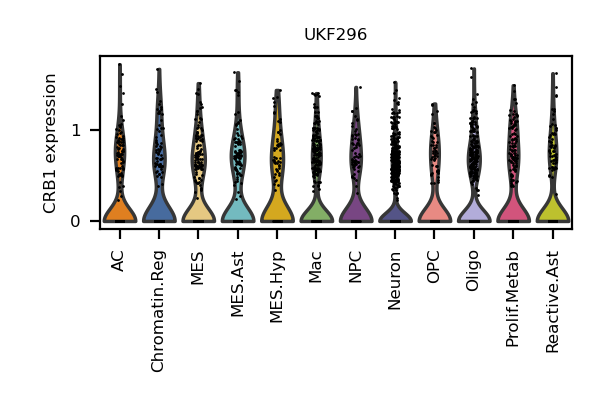 UKF296
CRB1 expression
1
0
AC
Chromatin.Reg
MES
MES.Ast
MES.Hyp
Mac
NPC
Neuron
OPC
Oligo
Prolif.Metab
Reactive.Ast